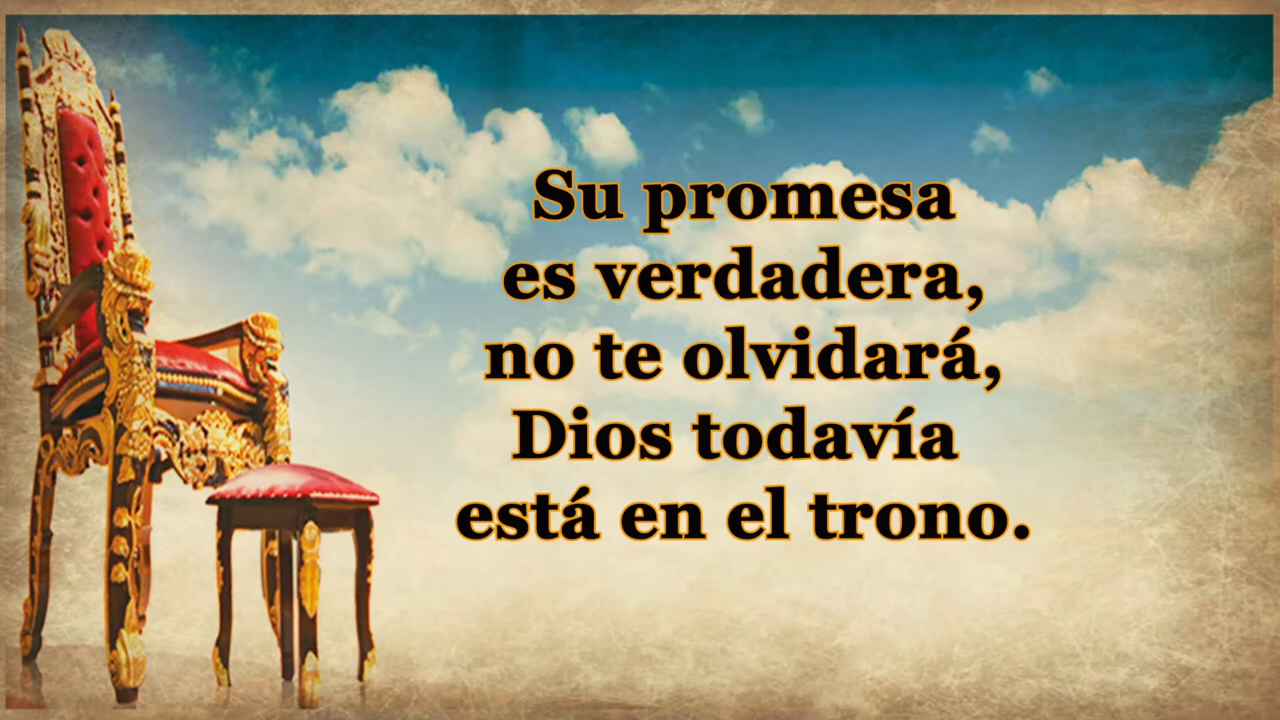 Su promesa
es verdadera,
no te olvidará,
Dios todavía
está en el trono.